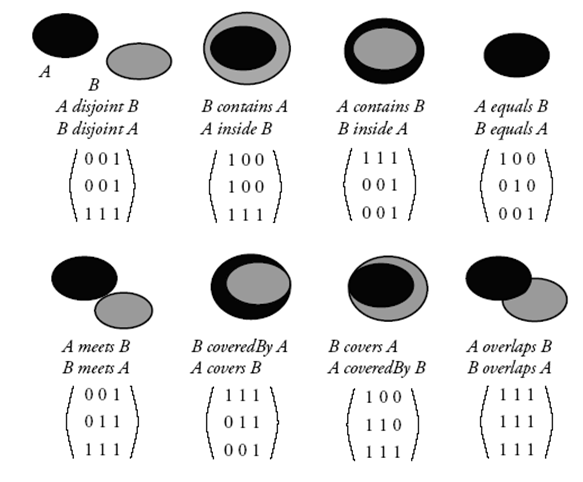 A
B
A disjoint B
B disjoint A
0 0 1
0 0 1
1 1 1
B contains A
A inside B
1 0 0
1 0 0
1 1 1
A contains B
B inside A
1 1 1
0 0 1
0 0 1
A equals B
B equals A
1 0 0
0 1 0
0 0 1
A meets B
B meets A
0 0 1
0 1 1
1 1 1
B coveredBy A
A covers B
1 1 1
0 1 1
0 0 1
B covers A
A coveredBy B
1 0 0
1 1 0
1 1 1
A overlaps B
B overlaps A
1 1 1
1 1 1
1 1 1